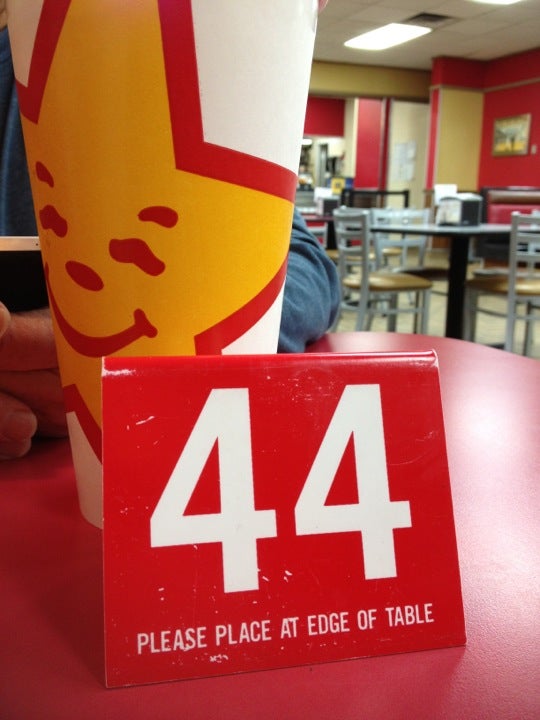 44
PLEASE PLACE AT EDGE OF TABLE